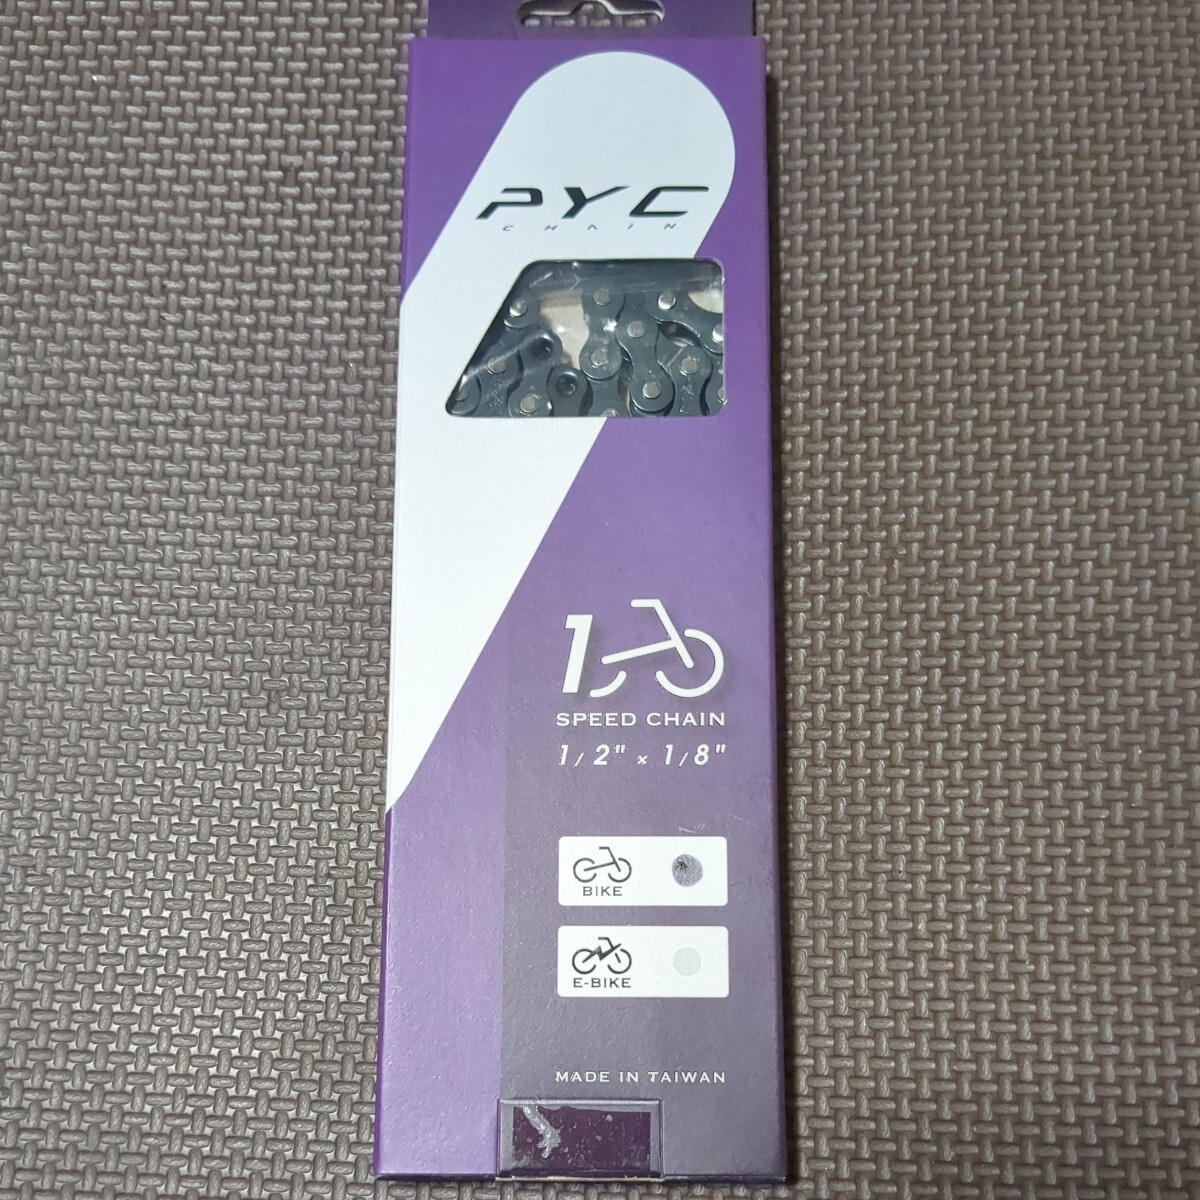 PYC
CHAIN
1
SPEED CHAIN
1/2" × 1/8"
BIKE
E-BIKE
MADE IN TAIWAN